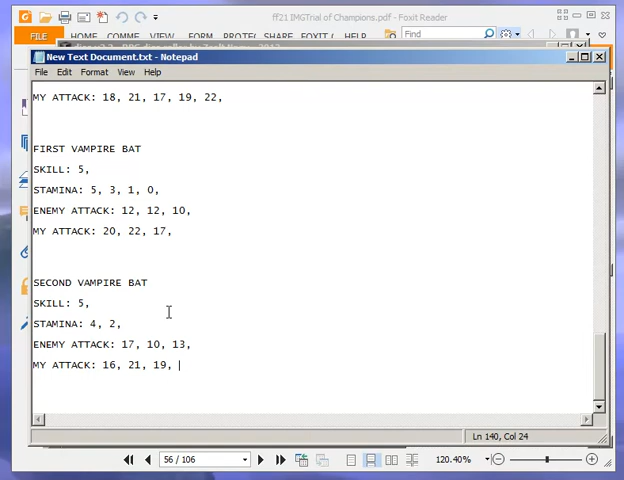 ff21 IMGTrial of Champions.pdf - Foxit Reader
FILE HOME COMME FORM PROTEC SHARE FOXIT Find
New Text Document.txt - Notepad
File Edit Format View Help
MY ATTACK: 18, 21, 17, 19, 22,
FIRST VAMPIRE BAT
SKILL: 5,
STAMINA: 5, 3, 1, 0,
ENEMY ATTACK: 12, 12, 10,
MY ATTACK: 20, 22, 17,
SECOND VAMPIRE BAT
SKILL: 5,
STAMINA: 4, 2,
ENEMY ATTACK: 17, 10, 13,
MY ATTACK: 16, 21, 19,
Ln 140, Col 24
56 / 106
120.40%